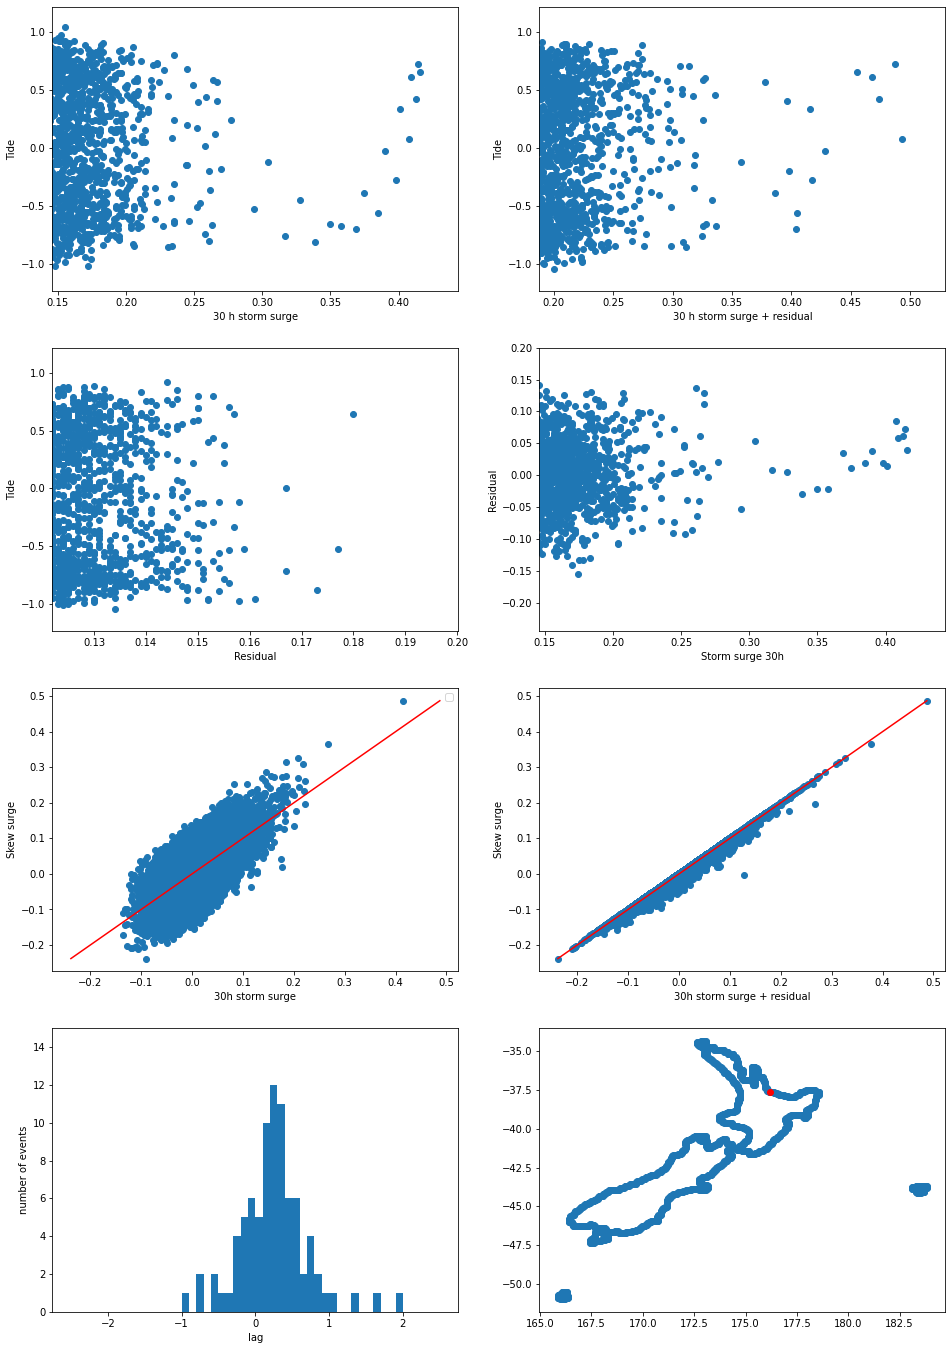 1.0
0.5
0.0
−0.5
−1.0
Tide
0.15 0.20 0.25 0.30 0.35 0.40
30 h storm surge
1.0
0.5
0.0
−0.5
−1.0
Tide
0.20 0.25 0.30 0.35 0.40 0.45 0.50
30 h storm surge + residual
1.0
0.5
0.0
−0.5
−1.0
Tide
0.13 0.14 0.15 0.16 0.17 0.18 0.19 0.20
Residual
0.20
0.15
0.10
0.05
0.00
−0.05
−0.10
−0.15
−0.20
Residual
0.15 0.20 0.25 0.30 0.35 0.40
Storm surge 30h
0.5
0.4
0.3
0.2
0.1
0.0
−0.1
−0.2
Skew surge
−0.2 −0.1 0.0 0.1 0.2 0.3 0.4 0.5
30h storm surge
0.5
0.4
0.3
0.2
0.1
0.0
−0.1
−0.2
Skew surge
−0.2 −0.1 0.0 0.1 0.2 0.3 0.4 0.5
30h storm surge + residual
14
12
10
8
6
4
2
0
number of events
−2 −1 0 1 2
lag
−35.0
−37.5
−40.0
−42.5
−45.0
−47.5
−50.0
165.0 167.5 170.0 172.5 175.0 177.5 180.0 182.5